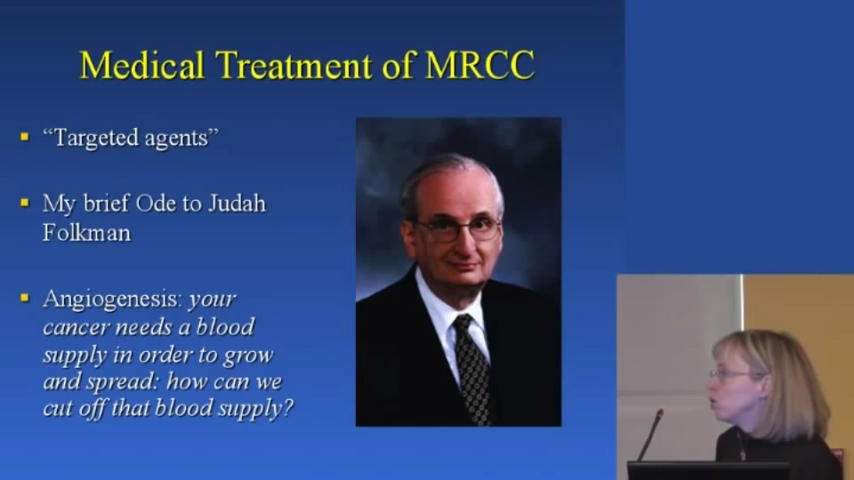 Medical Treatment of MRCC
“Targeted agents”
My brief Ode to Judah
Folkman
Angiogenesis: your
cancer needs a blood
supply in order to grow
and spread: how can we
cut off that blood supply?